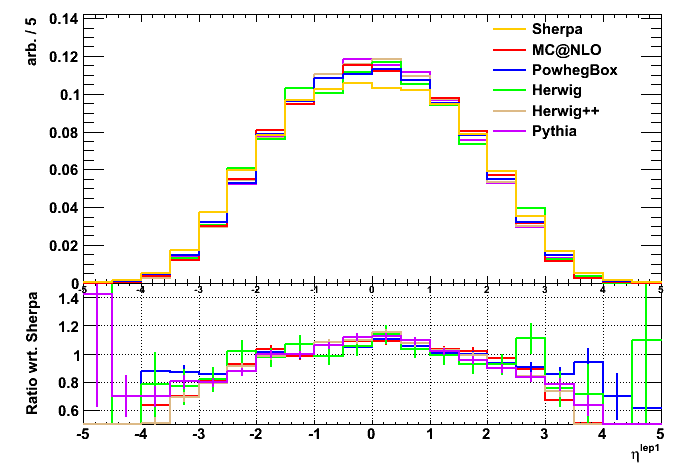 arb. / 5
0.14
0.12
0.1
0.08
0.06
0.04
0.02
0
Sherpa
MC@NLO
PowhegBox
Herwig
Herwig++
Pythia
-5 -4 -3 -2 -1 0 1 2 3 4 5
Ratio wrt. Sherpa
1.4
1.2
1
0.8
0.6
-5 -4 -3 -2 -1 0 1 2 3 4 5
η^lep1